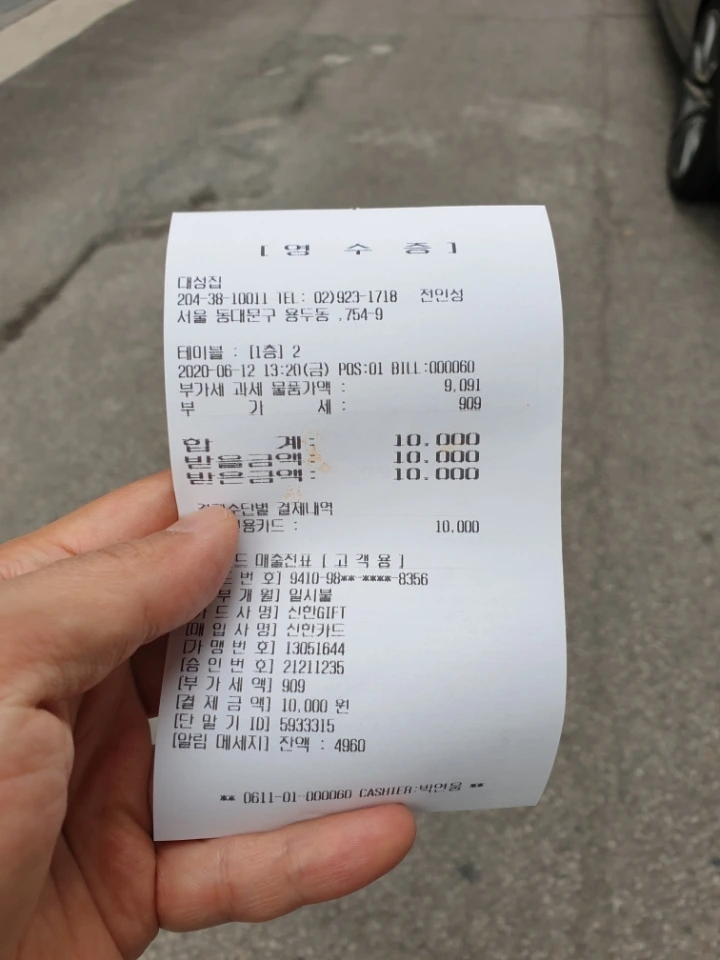 [ 영 수 증 ]
대성집
204-38-10011 TEL: 02)923-1718 전인성
서울 동대문구 용두동 ,754-9
테이블 : [1층] 2
2020-06-12 13:20(금) POS:01 BILL:000060
부가세 과세 물품가액 : 9,091
부 가 세 : 909
합 계: 10,000
받을금액: 10,000
받은금액: 10,000
결제수단별 결제내역
용카드 : 10,000
드 매출전표 [ 고 객 용 ]
드 번 호] 9410-98**-****-8356
부 개 월] 일시불
카 드 사 명] 신한GIFT
[매 입 사 명] 신한카드
[가 맹 번 호] 13051644
[승 인 번 호] 21211235
[부 가 세 액] 909
[결 제 금 액] 10,000 원
[단 말 기 ID] 5933315
[알림 메세지] 잔액 : 4960
** 0611-01-000060 CASHIER: **